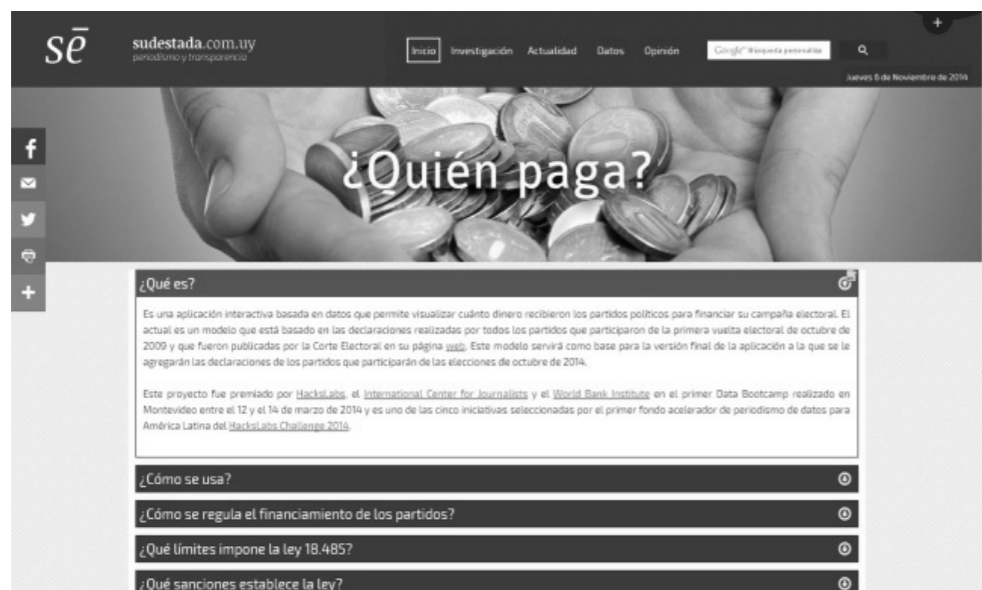 sē
sudestada.com.uy
periodismo y transparencia
Inicio Investigación Actualidad Datos Opinión
Google™ Búsqueda personaliza
Jueves 6 de Noviembre de 2014
¿Quién paga?
¿Qué es?
Es una aplicación interactiva basada en datos que permite visualizar cuánto dinero recibieron los partidos políticos para financiar su campaña electoral. El
actual es un modelo que está basado en las declaraciones realizadas por todos los partidos que participaron de la primera vuelta electoral de octubre de
2009 y que fueron publicadas por la Corte Electoral en su página web. Este modelo servirá como base para la versión final de la aplicación a la que se le
agregarán las declaraciones de los partidos que participarán de las elecciones de octubre de 2014.
Este proyecto fue premiado por HacksLabs, el International Center for Journalists y el World Bank Institute en el primer Data Bootcamp realizado en
Montevideo entre el 12 y el 14 de marzo de 2014 y es uno de las cinco iniciativas seleccionadas por el primer fondo acelerador de periodismo de datos para
América Latina del HacksLabs Challenge 2014.
¿Cómo se usa?
¿Cómo se regula el financiamiento de los partidos?
¿Qué límites impone la ley 18.485?
¿Qué sanciones establece la ley?